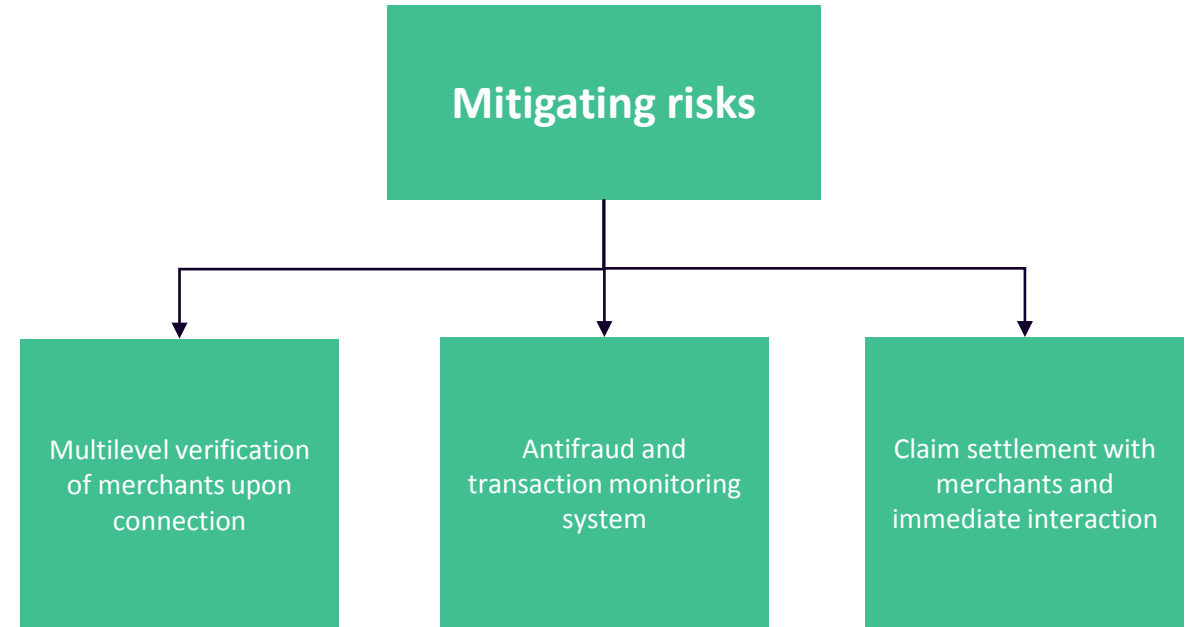 Mitigating risks
Multilevel verification
of merchants upon
connection
Antifraud and
transaction monitoring
system
Claim settlement with
merchants and
immediate interaction